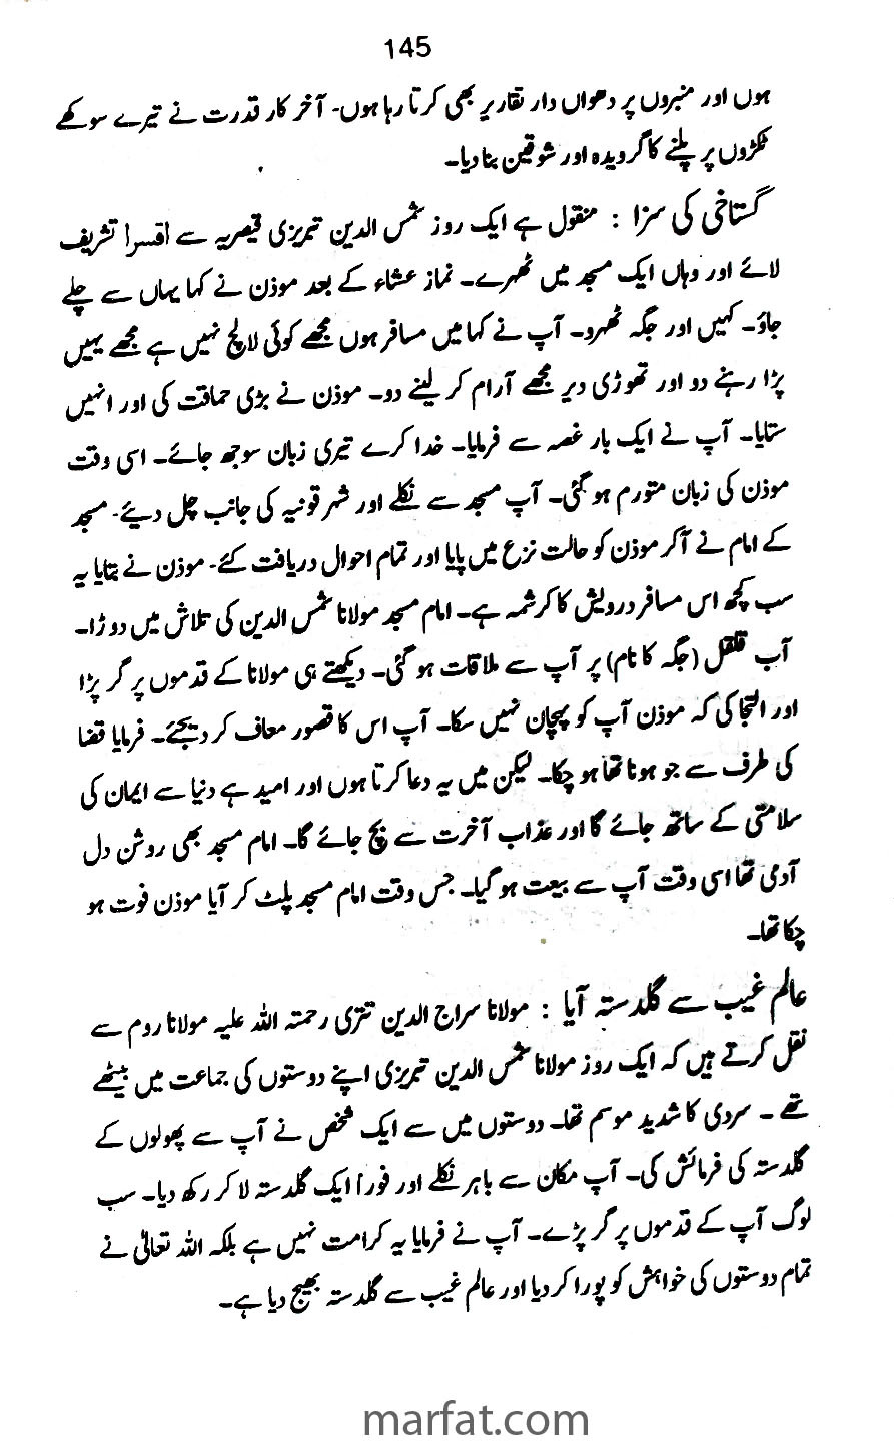 145
ہوں اور منبروں پر دھواں دار تقاریر بھی کرتا رہا ہوں۔ آخر کار قدرت نے تیرے سوکھے
ٹکڑوں پر پلنے کا گرویدہ اور شوقین بنا دیا۔
گستاخی کی سزا : منقول ہے ایک روز شمس الدین تبریزی قیصریہ سے اقسرا تشریف
لائے اور وہاں ایک مسجد میں ٹھہرے۔ نماز عشاء کے بعد موذن نے کہا یہاں سے چلے
جاؤ۔ کہیں اور جگہ ٹھہرو۔ آپ نے کہا میں مسافر ہوں مجھے کوئی لالچ نہیں ہے مجھے یہیں
پڑا رہنے دو اور تھوڑی دیر مجھے آرام کر لینے دو۔ موذن نے بڑی حماقت کی اور انہیں
ستایا۔ آپ نے ایک بار غصہ سے فرمایا۔ خدا کرے تیری زبان سوجھ جائے۔ اسی وقت
موذن کی زبان متورم ہو گئی۔ آپ مسجد سے نکلے اور شہر قونیہ کی جانب چل دیئے۔ مسجد
کے امام نے آکر موذن کو حالت نزع میں پایا اور تمام احوال دریافت کئے۔ موذن نے بتایا یہ
سب کچھ اس مسافر درویش کا کرشمہ ہے۔ امام مسجد مولانا شمس الدین کی تلاش میں دوڑا۔
آب قلقل (جگہ کا نام) پر آپ سے ملاقات ہو گئی۔ دیکھتے ہی مولانا کے قدموں پر گر پڑا
اور التجا کی کہ موذن آپ کو پہچان نہیں سکا۔ آپ اس کا قصور معاف کر دیجئے۔ فرمایا قضا
کی طرف سے جو ہونا تھا ہو چکا۔ لیکن میں یہ دعا کرتا ہوں اور امید ہے دنیا سے ایمان کی
سلامتی کے ساتھ جائے گا اور عذاب آخرت سے بچ جائے گا۔ امام مسجد بھی روشن دل
آدمی تھا اسی وقت آپ سے بیعت ہو گیا۔ جس وقت امام مسجد پلٹ کر آیا موذن فوت ہو
چکا تھا۔
عالم غیب سے گلدستہ آیا : مولانا سراج الدین تتری رحمتہ اللہ علیہ مولانا روم سے
نقل کرتے ہیں کہ ایک روز مولانا شمس الدین تبریزی اپنے دوستوں کی جماعت میں بیٹھے
تھے ۔ سردی کا شدید موسم تھا۔ دوستوں میں سے ایک شخص نے آپ سے پھولوں کے
گلدستہ کی فرمائش کی۔ آپ مکان سے باہر نکلے اور فوراً ایک گلدستہ لا کر رکھ دیا۔ سب
لوگ آپ کے قدموں پر گر پڑے۔ آپ نے فرمایا یہ کرامت نہیں ہے بلکہ اللہ تعالیٰ نے
تمام دوستوں کی خواہش کو پورا کر دیا اور عالم غیب سے گلدستہ بھیج دیا ہے۔
marfat.com